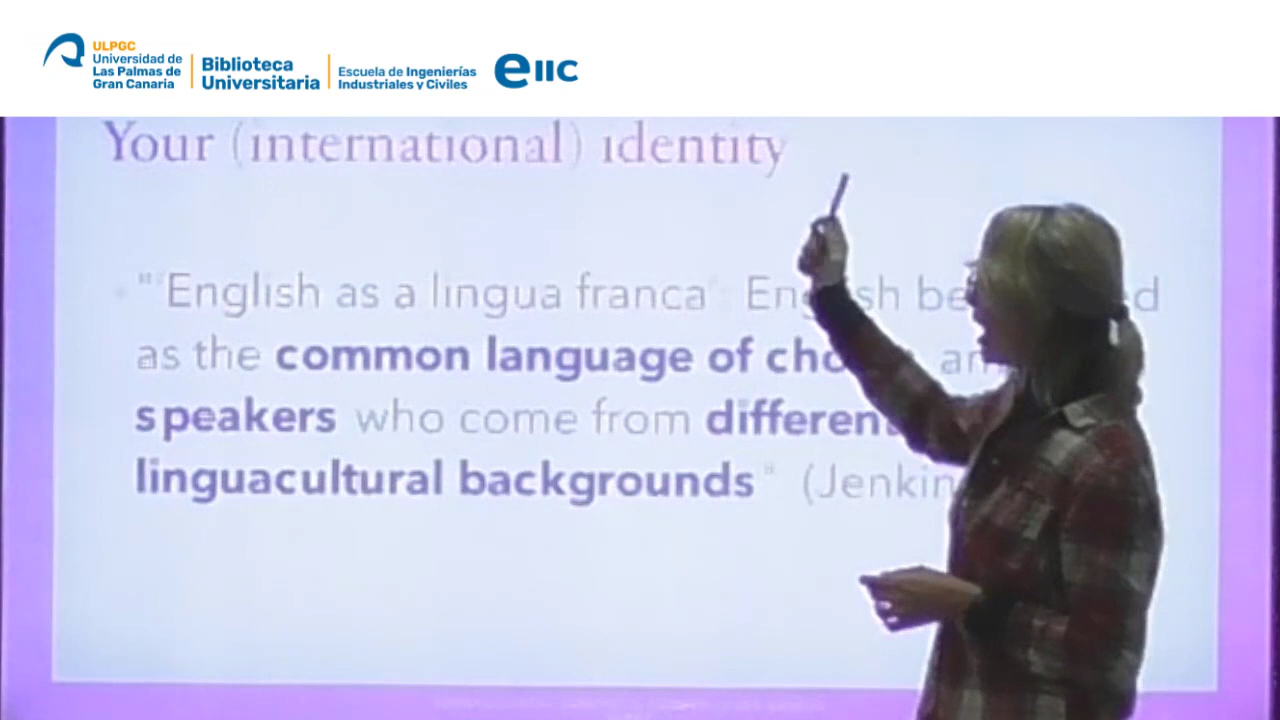 ULPGC
Universidad de
Las Palmas de
Gran Canaria
Biblioteca
Universitaria
Escuela de Ingenierías
Industriales y Civiles
eiic
Your (international) identity
"'English as a lingua franca'
as the common language of
speakers who come from
linguacultural backgrounds" (